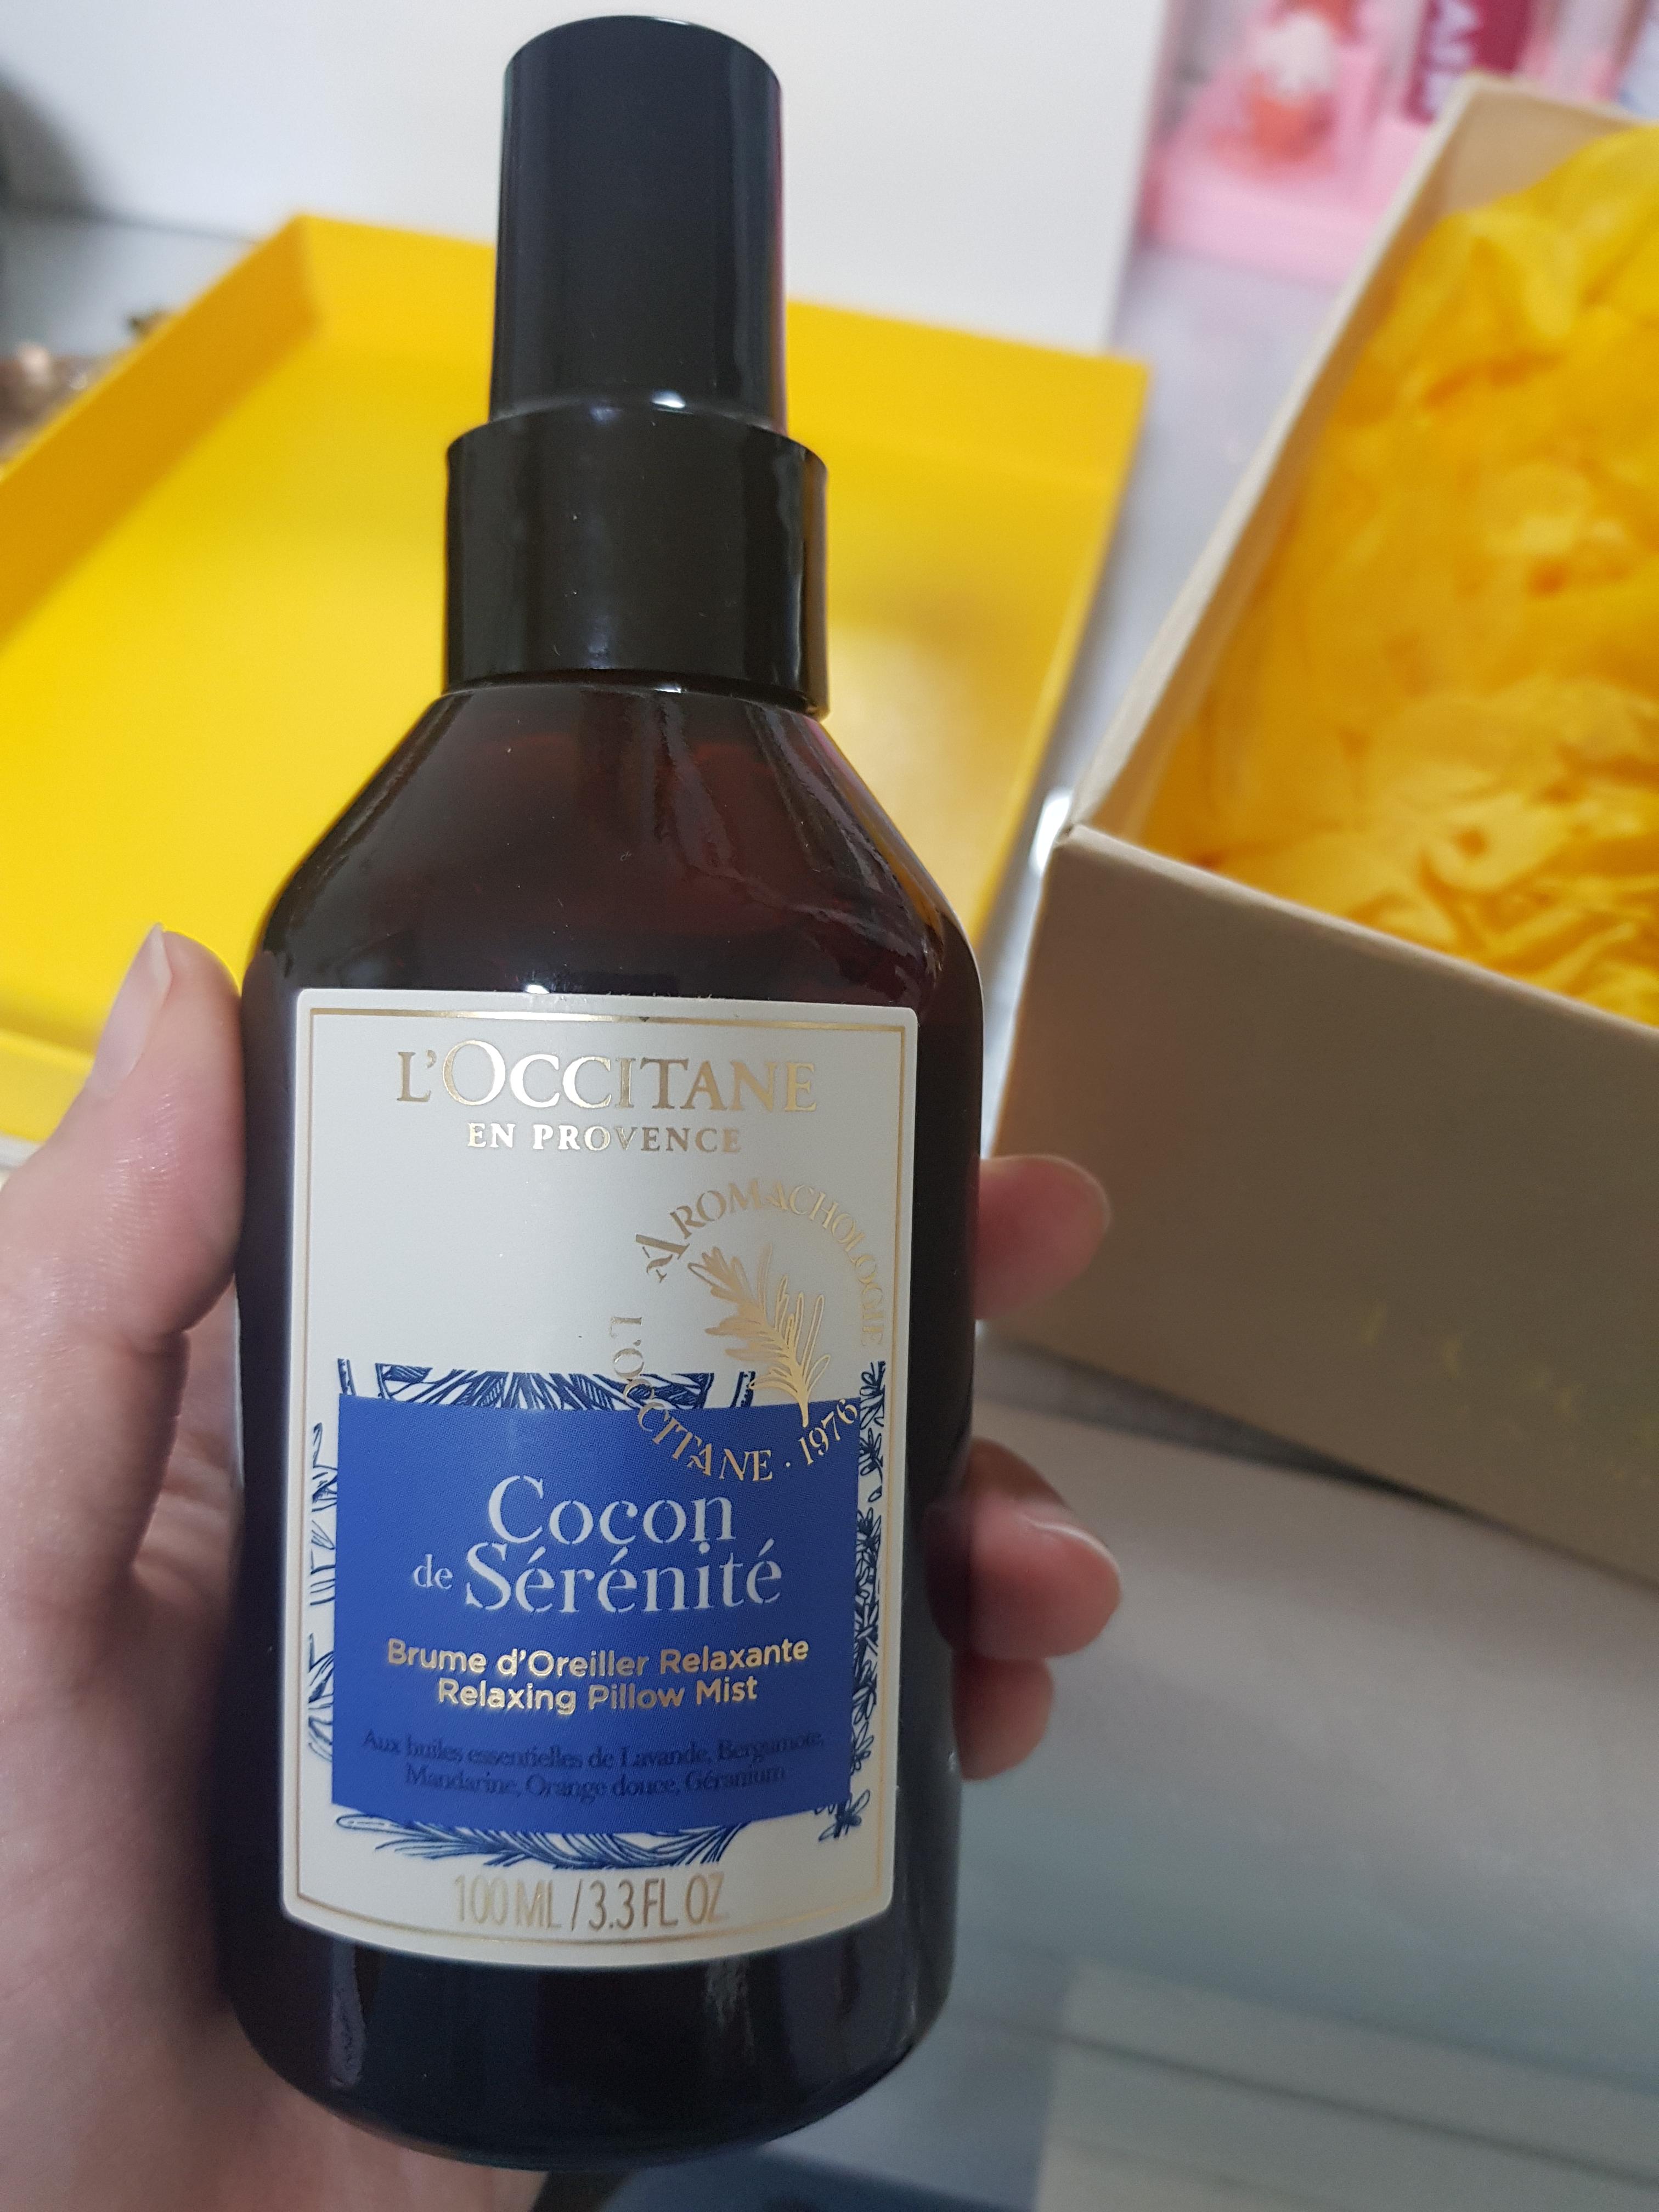 L'OCCITANE
EN PROVENCE
AROMACHOLOGIE
L'OCCITANE · 1976
Cocon
de Sérénité
Brume d'Oreiller Relaxante
Relaxing Pillow Mist
Aux huiles essentielles de Lavande, Bergamote,
Mandarine, Orange douce, Géranium
100 ML / 3.3 FL OZ